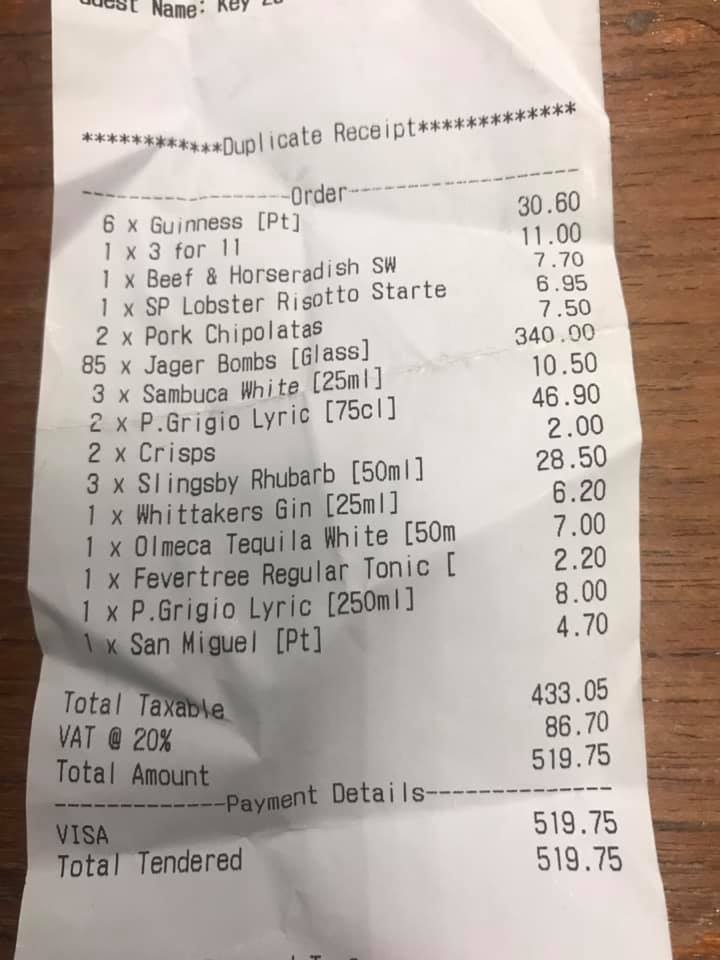 Guest Name: Key
************Duplicate Receipt*************
------------------Order--------------------
6 x Guinness [Pt] 30.60
1 x 3 for 11 11.00
1 x Beef & Horseradish SW 7.70
1 x SP Lobster Risotto Starte 6.95
2 x Pork Chipolatas 7.50
85 x Jager Bombs [Glass] 340.00
3 x Sambuca White [25ml] 10.50
2 x P.Grigio Lyric [75cl] 46.90
2 x Crisps 2.00
3 x Slingsby Rhubarb [50ml] 28.50
1 x Whittakers Gin [25ml] 6.20
1 x Olmeca Tequila White [50m 7.00
1 x Fevertree Regular Tonic [ 2.20
1 x P.Grigio Lyric [250ml] 8.00
1 x San Miguel [Pt] 4.70
Total Taxable 433.05
VAT @ 20% 86.70
Total Amount 519.75
-------------Payment Details--------------
VISA 519.75
Total Tendered 519.75